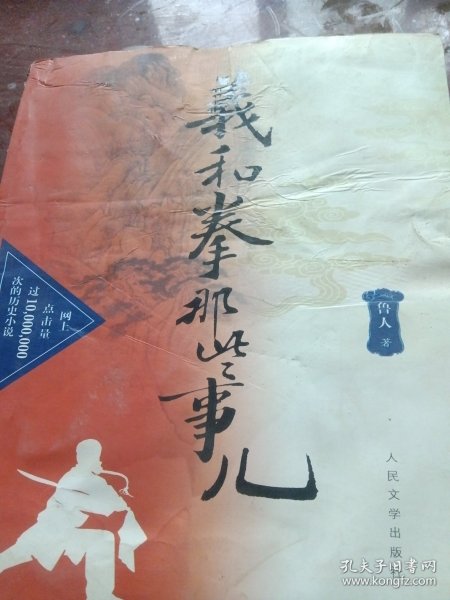 義和拳那些事儿
网上
点击量
过10,000,000
次的历史小说
鲁人 著
人民文学出版社
孔夫子旧书网
www.kongfz.com